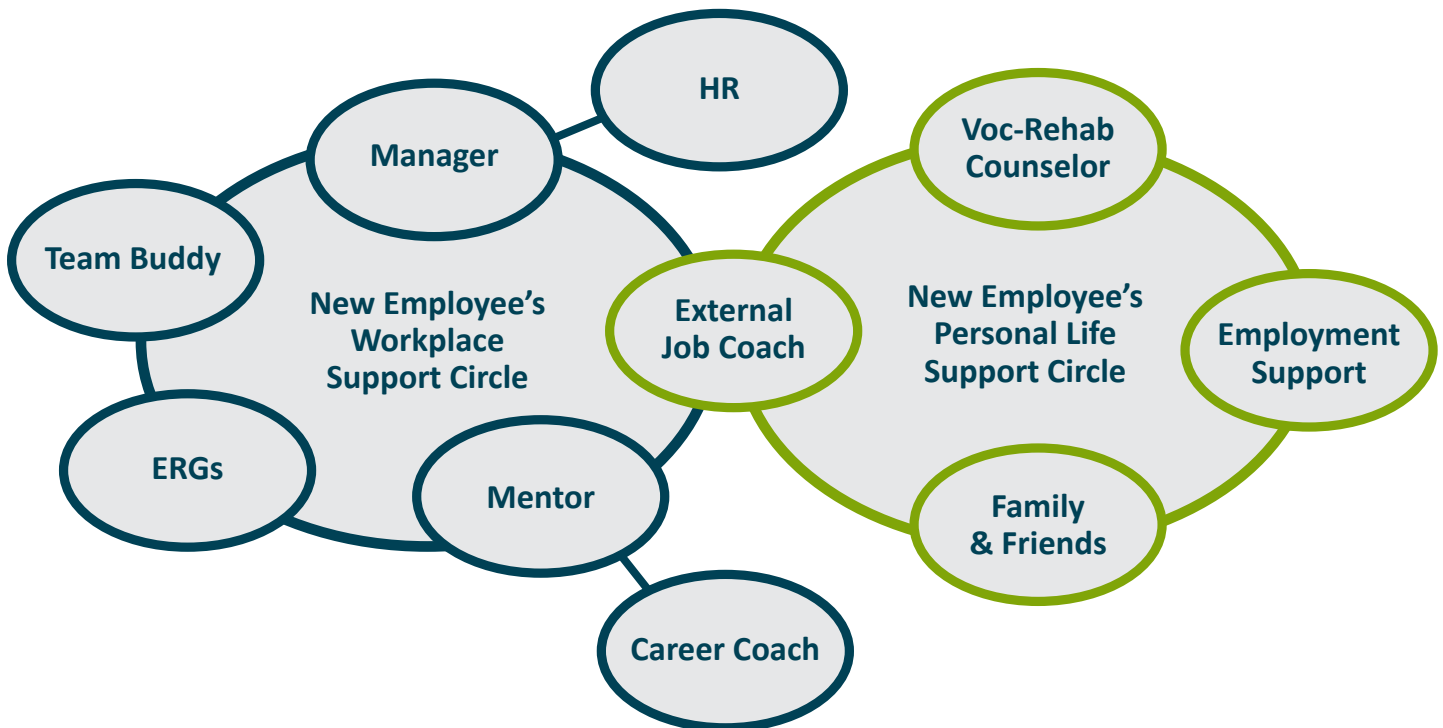 HR
Manager
Voc-Rehab
Counselor
Team Buddy
New Employee’s
Workplace
Support Circle
External
Job Coach
New Employee’s
Personal Life
Support Circle
Employment
Support
ERGs
Mentor
Family
& Friends
Career Coach